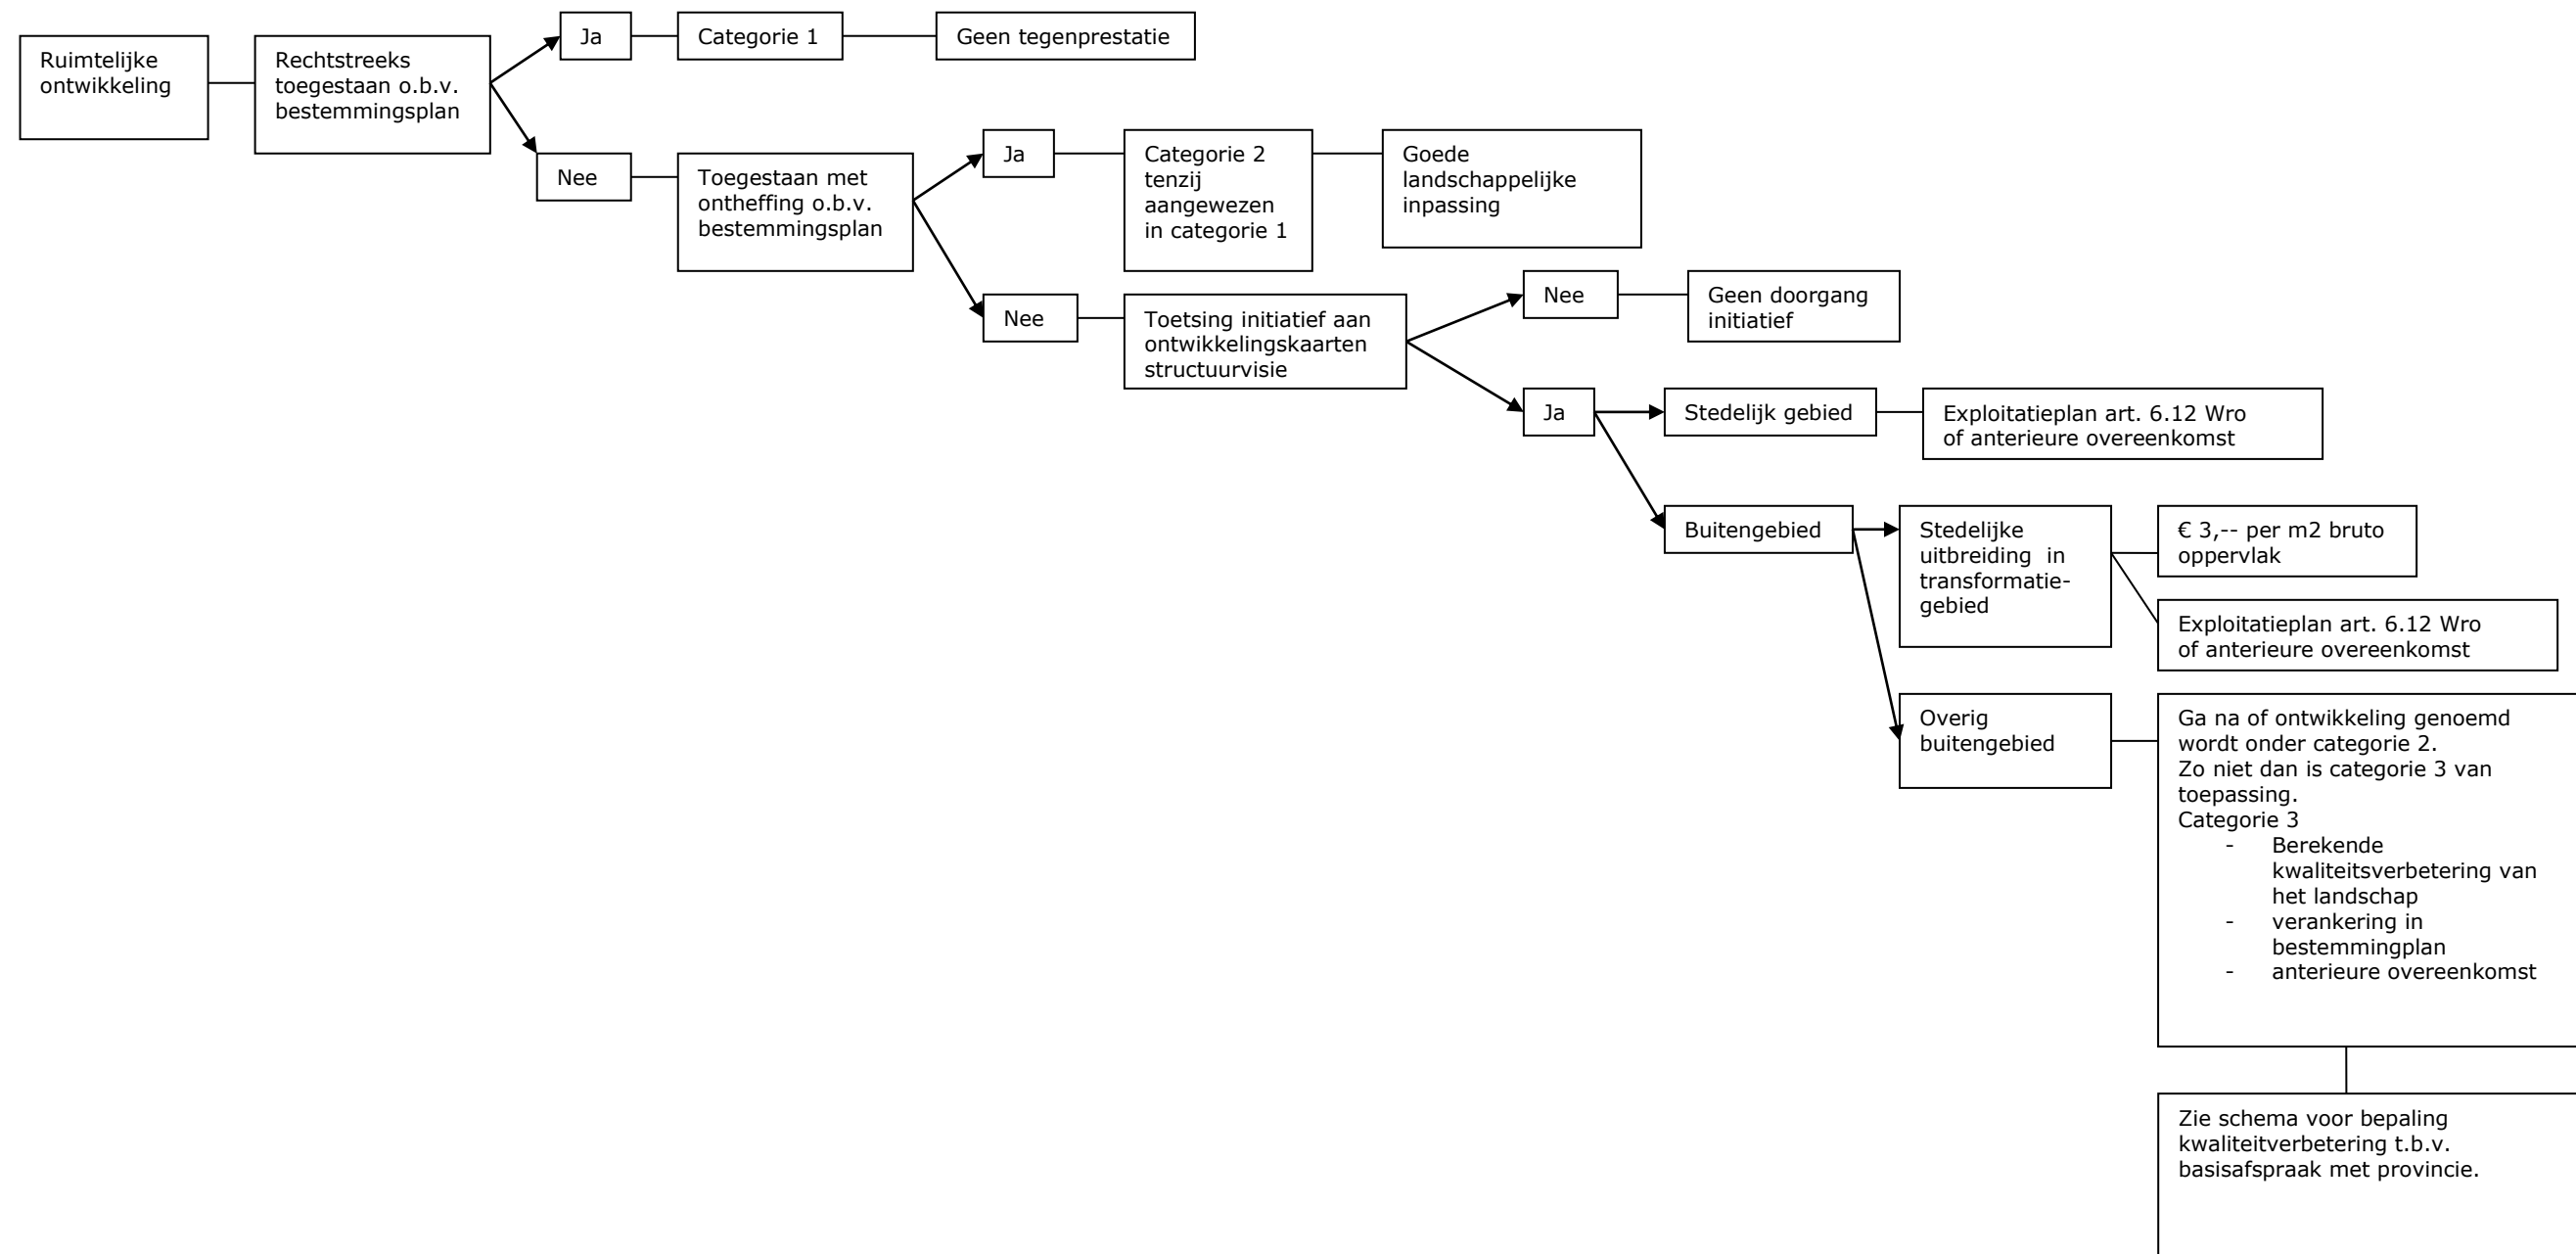 Ruimtelijke
ontwikkeling
Rechtstreeks
toegestaan o.b.v.
bestemmingsplan
Ja
Categorie 1
Geen tegenprestatie
Nee
Toegestaan met
ontheffing o.b.v.
bestemmingsplan
Ja
Categorie 2
tenzij
aangewezen
in categorie 1
Goede
landschappelijke
inpassing
Nee
Toetsing initiatief aan
ontwikkelingskaarten
structuurvisie
Nee
Geen doorgang
initiatief
Ja
Stedelijk gebied
Exploitatieplan art. 6.12 Wro
of anterieure overeenkomst
Buitengebied
Stedelijke
uitbreiding in
transformatie-
gebied
€ 3,-- per m2 bruto
oppervlak
Exploitatieplan art. 6.12 Wro
of anterieure overeenkomst
Overig
buitengebied
Ga na of ontwikkeling genoemd
wordt onder categorie 2.
Zo niet dan is categorie 3 van
toepassing.
Categorie 3
- Berekende
kwaliteitsverbetering van
het landschap
- verankering in
bestemmingplan
- anterieure overeenkomst
Zie schema voor bepaling
kwaliteitverbetering t.b.v.
basisafspraak met provincie.